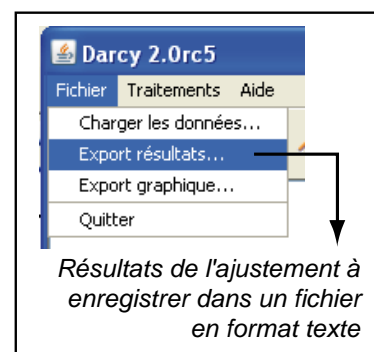 Darcy 2.0rc5
Fichier Traitements Aide
Charger les données...
Export résultats...
Export graphique...
Quitter
Résultats de l'ajustement à
enregistrer dans un fichier
en format texte